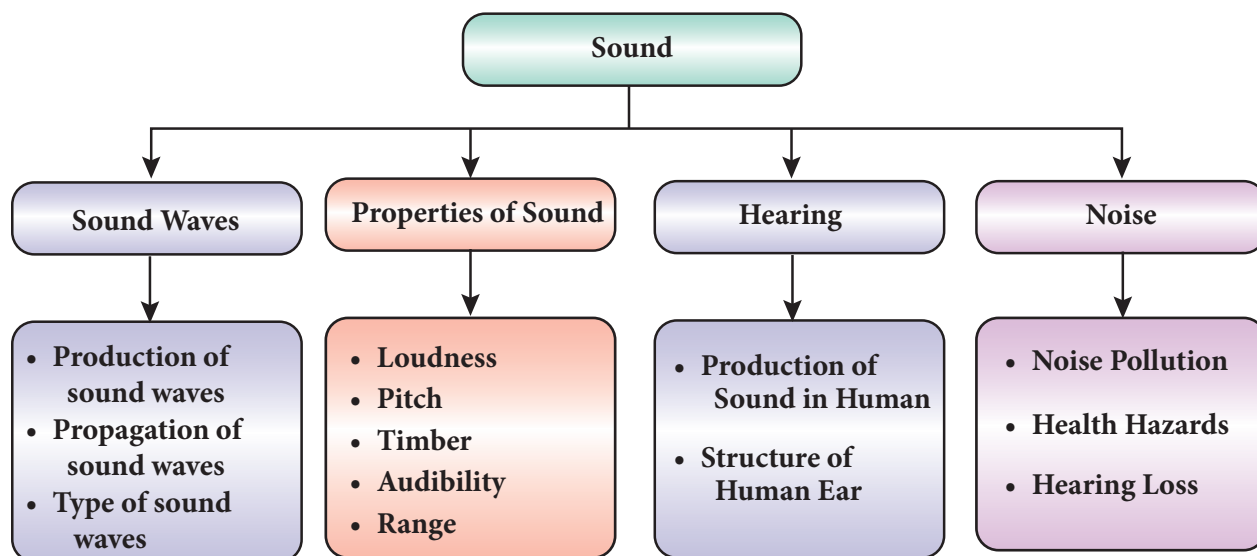 Sound
Sound Waves
Properties of Sound
Hearing
Noise
• Production of
sound waves
• Propagation of
sound waves
• Type of sound
waves
• Loudness
• Pitch
• Timber
• Audibility
• Range
• Production of
Sound in Human
• Structure of
Human Ear
• Noise Pollution
• Health Hazards
• Hearing Loss